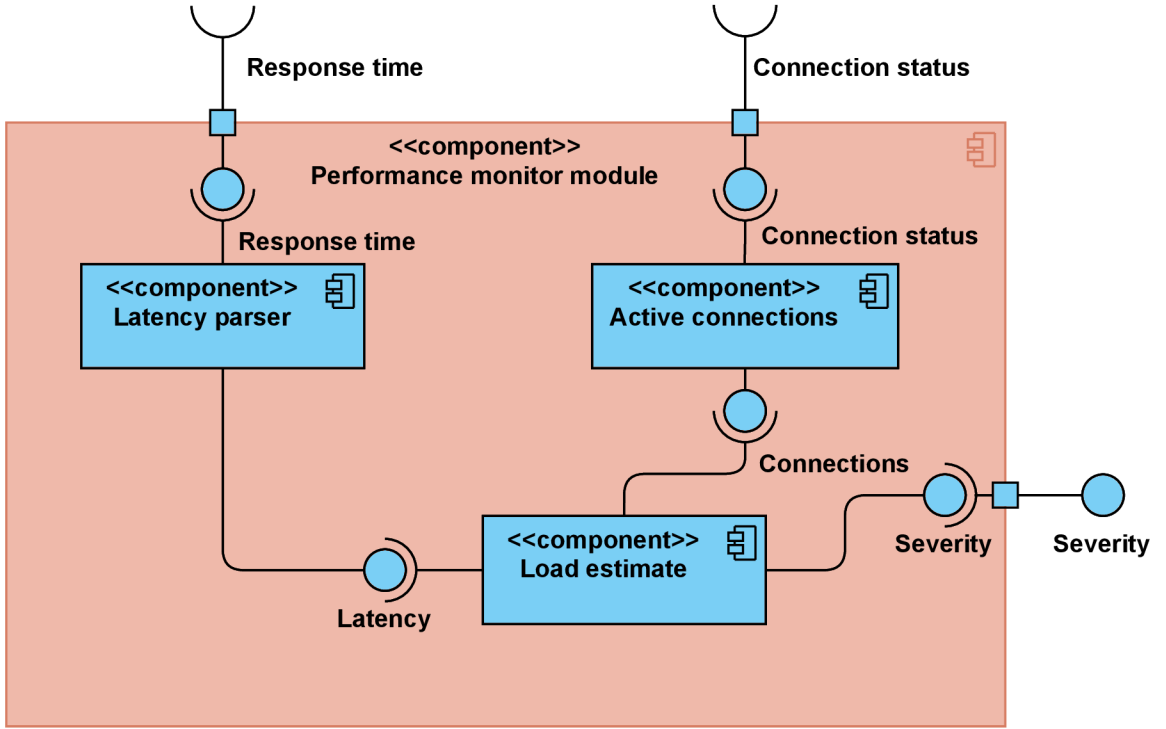 Response time
Connection status
<<component>>
Performance monitor module
Response time
Connection status
<<component>>
Latency parser
<<component>>
Active connections
Connections
<<component>>
Load estimate
Severity
Severity
Latency